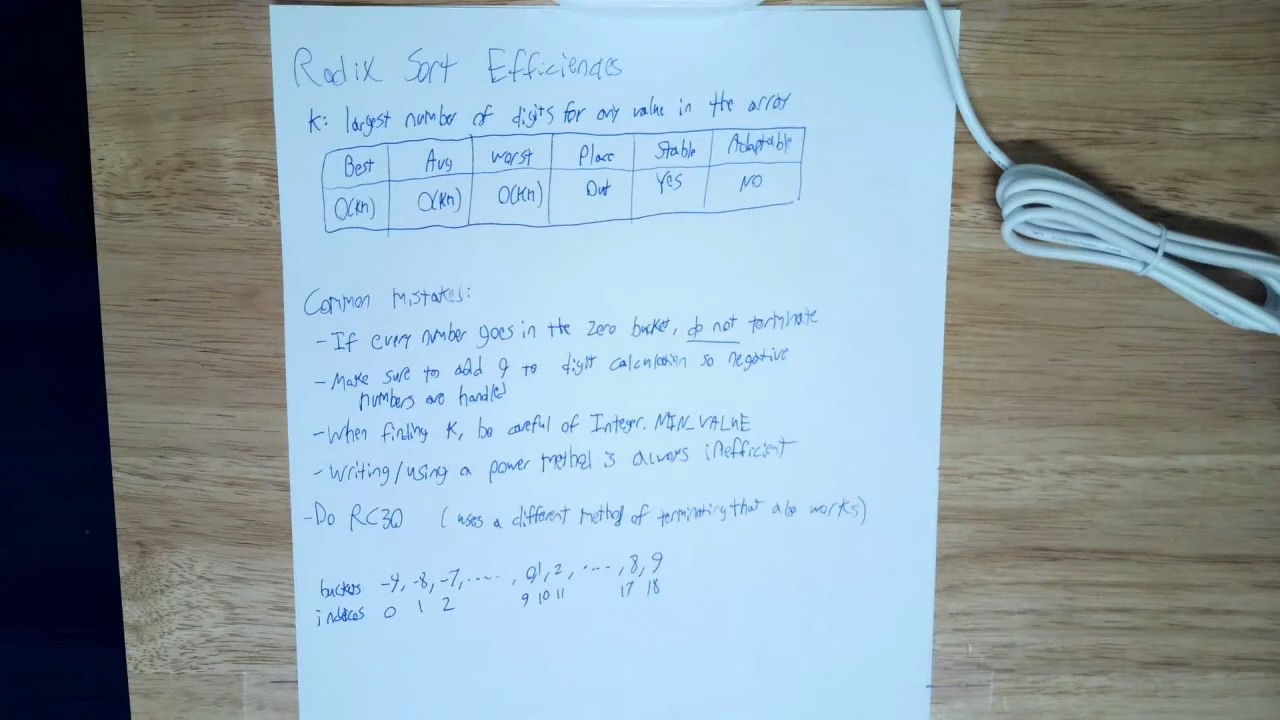 Radix Sort Efficiencies
K: largest number of digits for any value in the array
Best Avg worst Place Stable Adaptable
O(Kn) O(Kn) O(Kn) Out Yes NO
Common Mistakes:
- If every number goes in the zero bucket, do not terminate
- Make sure to add 9 to digit calculation so negative
numbers are handled
- When finding K, be careful of Integer.MIN_VALUE
- Writing/using a power method is always inefficient
- Do RC30 (uses a different method of terminating that also works)
buckets -9, -8, -7, ..... , 0, 1, 2, ..... , 8, 9
indices 0 1 2 9 10 11 17 18